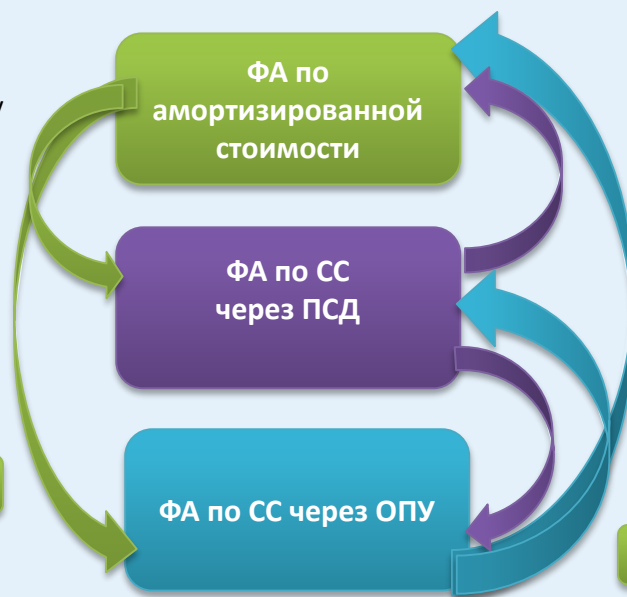 ФА по
амортизированной
стоимости
ФА по СС
через ПСД
ФА по СС через ОПУ